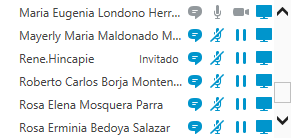 Maria Eugenia Londono Herr...
Mayerly Maria Maldonado M...
Rene.Hincapie Invitado
Roberto Carlos Borja Monten...
Rosa Elena Mosquera Parra
Rosa Erminia Bedoya Salazar